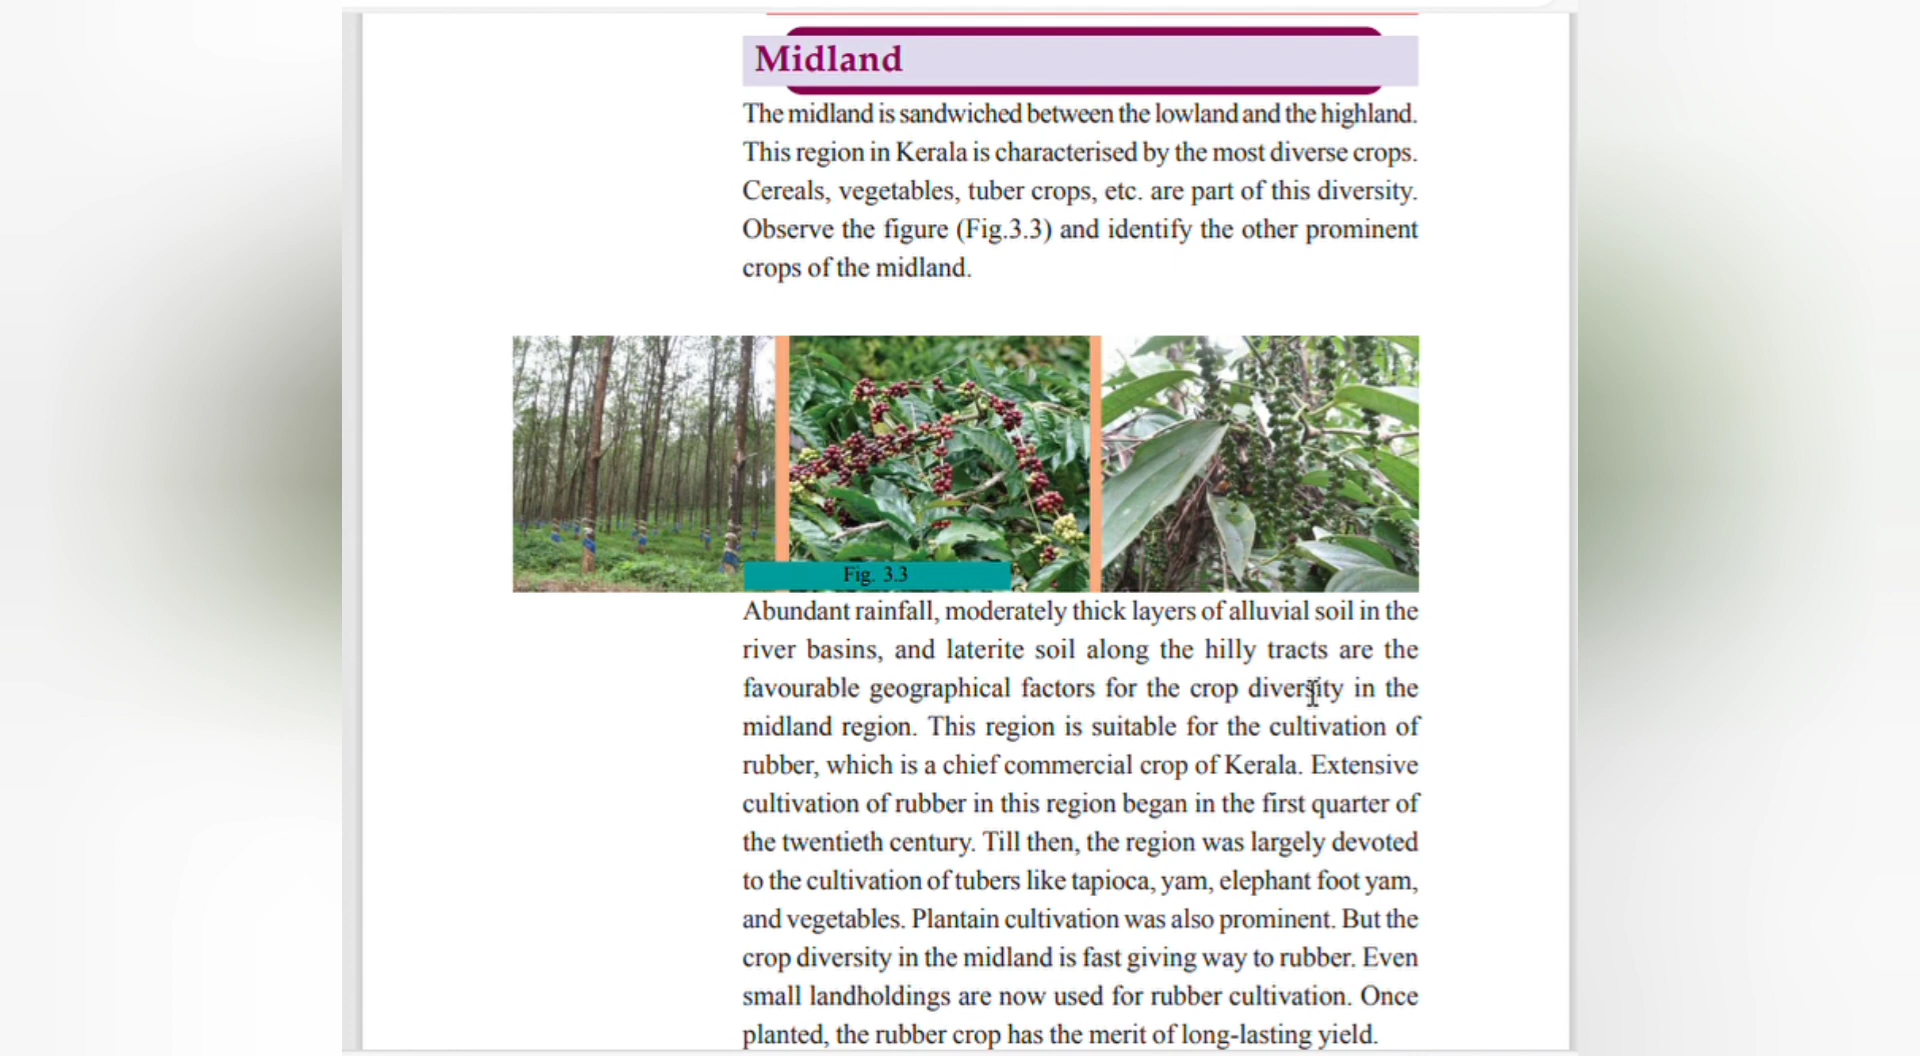 Midland
The midland is sandwiched between the lowland and the highland.
This region in Kerala is characterised by the most diverse crops.
Cereals, vegetables, tuber crops, etc. are part of this diversity.
Observe the figure (Fig.3.3) and identify the other prominent
crops of the midland.
Fig. 3.3
Abundant rainfall, moderately thick layers of alluvial soil in the
river basins, and laterite soil along the hilly tracts are the
favourable geographical factors for the crop diversity in the
midland region. This region is suitable for the cultivation of
rubber, which is a chief commercial crop of Kerala. Extensive
cultivation of rubber in this region began in the first quarter of
the twentieth century. Till then, the region was largely devoted
to the cultivation of tubers like tapioca, yam, elephant foot yam,
and vegetables. Plantain cultivation was also prominent. But the
crop diversity in the midland is fast giving way to rubber. Even
small landholdings are now used for rubber cultivation. Once
planted, the rubber crop has the merit of long-lasting yield.